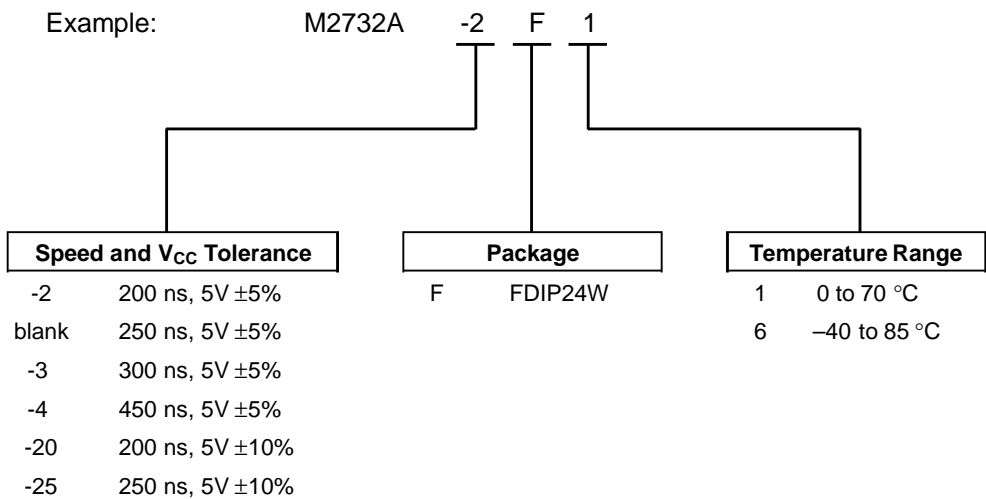 Example: M2732A -2 F 1
Speed and VCC Tolerance
-2 200 ns, 5V ±5%
blank 250 ns, 5V ±5%
-3 300 ns, 5V ±5%
-4 450 ns, 5V ±5%
-20 200 ns, 5V ±10%
-25 250 ns, 5V ±10%
Package
F FDIP24W
Temperature Range
1 0 to 70 °C
6 –40 to 85 °C